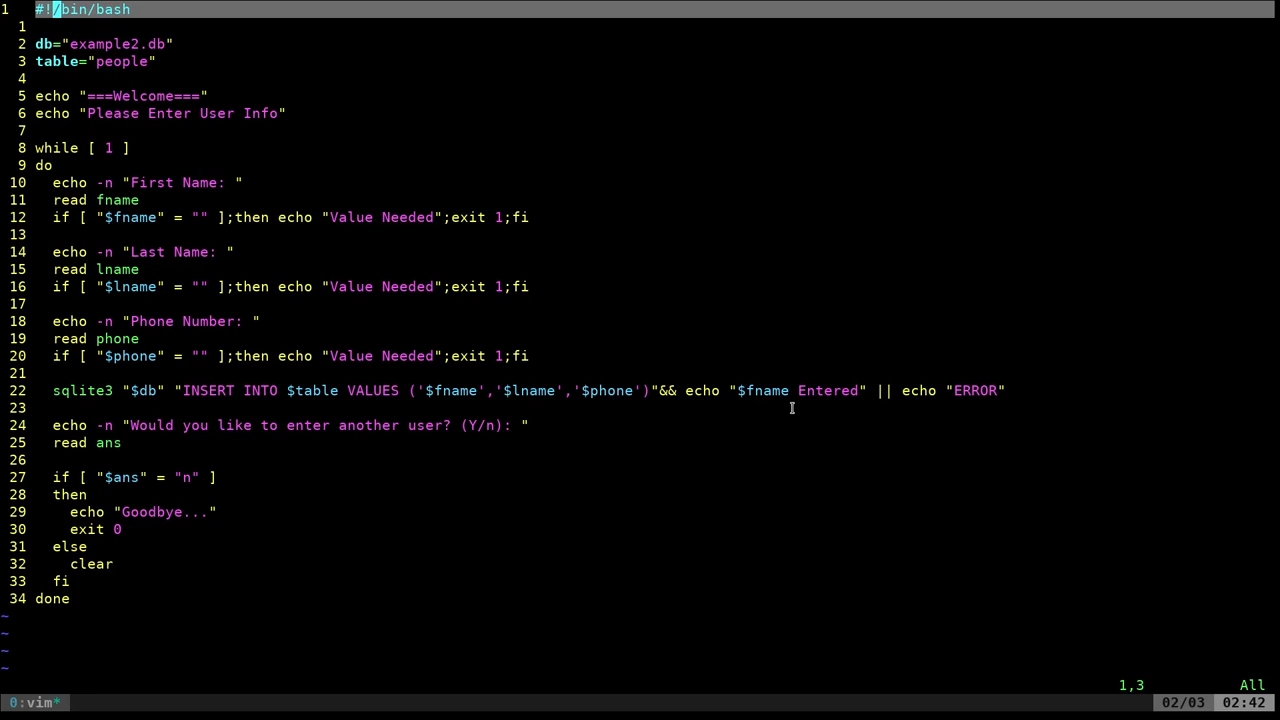 1   #!/bin/bash
  1
  2 db="example2.db"
  3 table="people"
  4
  5 echo "===Welcome==="
  6 echo "Please Enter User Info"
  7
  8 while [ 1 ]
  9 do
 10   echo -n "First Name: "
 11   read fname
 12   if [ "$fname" = "" ];then echo "Value Needed";exit 1;fi
 13
 14   echo -n "Last Name: "
 15   read lname
 16   if [ "$lname" = "" ];then echo "Value Needed";exit 1;fi
 17
 18   echo -n "Phone Number: "
 19   read phone
 20   if [ "$phone" = "" ];then echo "Value Needed";exit 1;fi
 21
 22   sqlite3 "$db" "INSERT INTO $table VALUES ('$fname','$lname','$phone')"&& echo "$fname Entered" || echo "ERROR"
 23
 24   echo -n "Would you like to enter another user? (Y/n): "
 25   read ans
 26
 27   if [ "$ans" = "n" ]
 28   then
 29     echo "Goodbye..."
 30     exit 0
 31   else
 32     clear
 33   fi
 34 done
~
~
~
~
1,3 All
0:vim* 02/03 02:42